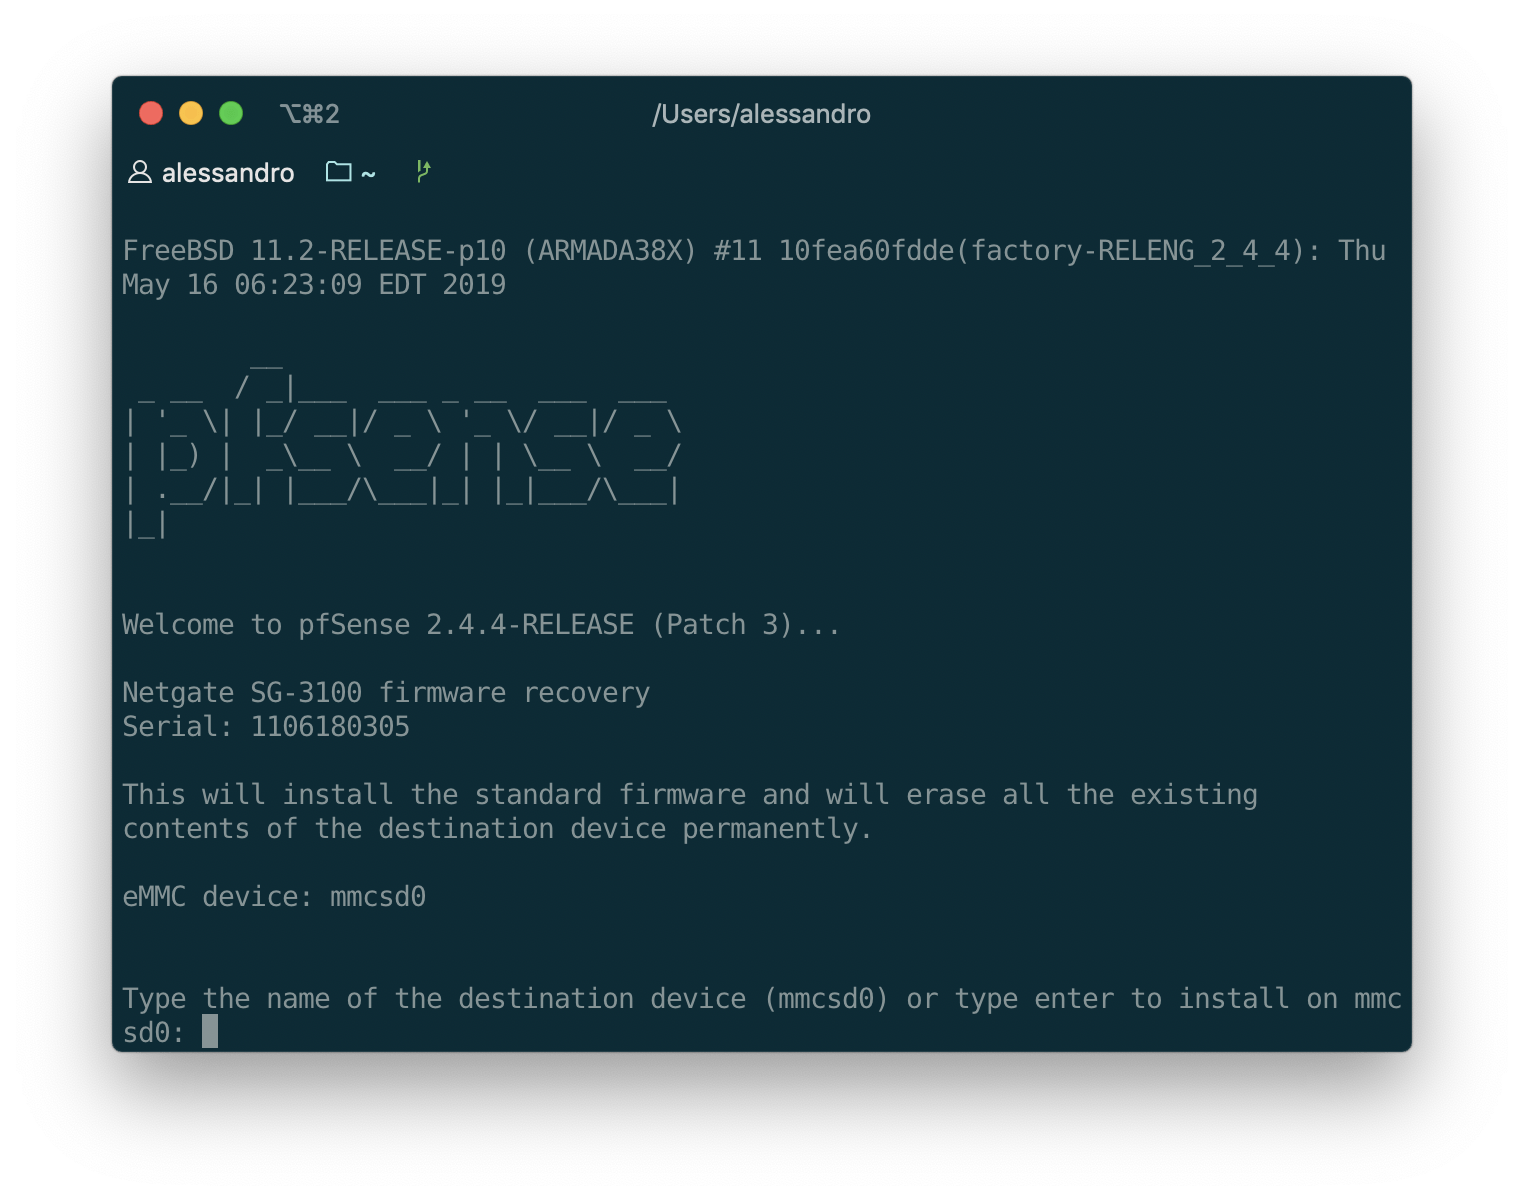 ⌥⌘2 /Users/alessandro
alessandro ~
FreeBSD 11.2-RELEASE-p10 (ARMADA38X) #11 10fea60fdde(factory-RELENG_2_4_4): Thu
May 16 06:23:09 EDT 2019
        __
 _ __  / _|___  ___ _ __  ___  ___
| '_ \| |_/ __|/ _ \ '_ \/ __|/ _ \
| |_) |  _\__ \  __/ | | \__ \  __/
| .__/|_| |___/\___|_| |_|___/\___|
|_|
Welcome to pfSense 2.4.4-RELEASE (Patch 3)...
Netgate SG-3100 firmware recovery
Serial: 1106180305
This will install the standard firmware and will erase all the existing
contents of the destination device permanently.
eMMC device: mmcsd0
Type the name of the destination device (mmcsd0) or type enter to install on mmc
sd0: